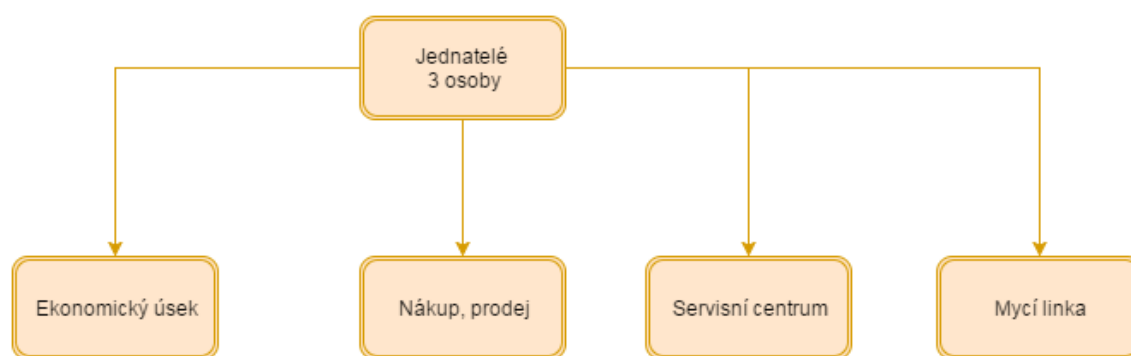 Jednatelé
3 osoby
Ekonomický úsek
Nákup, prodej
Servisní centrum
Mycí linka